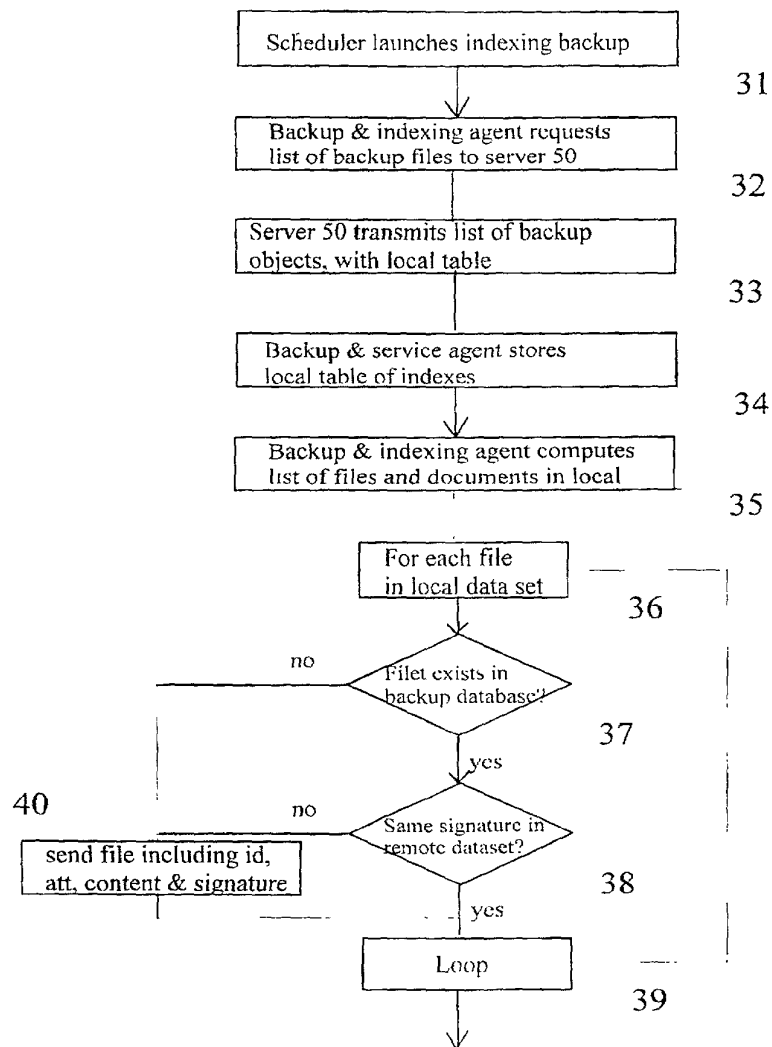 Scheduler launches indexing backup
31
Backup & indexing agent requests
list of backup files to server 50
32
Server 50 transmits list of backup
objects, with local table
33
Backup & service agent stores
local table of indexes
34
Backup & indexing agent computes
list of files and documents in local
35
For each file
in local data set
36
no
Filet exists in
backup database?
37
yes
40
no
Same signature in
remote dataset?
send file including id,
att, content & signature
38
yes
Loop
39